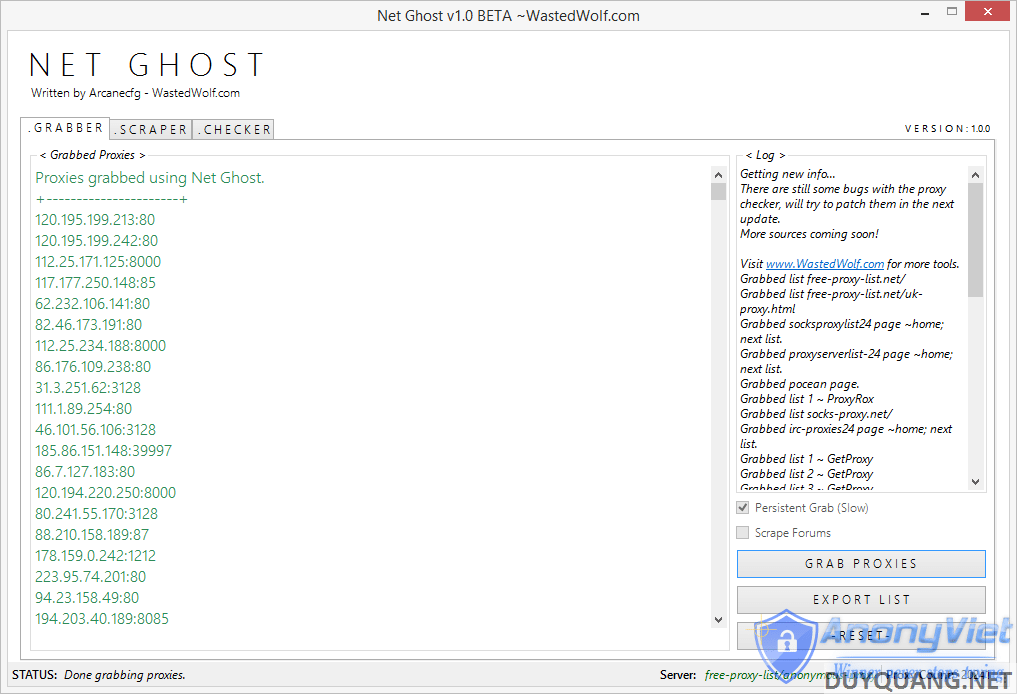 Net Ghost v1.0 BETA ~WastedWolf.com
NET GHOST
Written by Arcanecfg - WastedWolf.com
.GRABBER
.SCRAPER
.CHECKER
VERSION: 1.0.0
< Grabbed Proxies >
Proxies grabbed using Net Ghost.
+----------------------+
120.195.199.213:80
120.195.199.242:80
112.25.171.125:8000
117.177.250.148:85
62.232.106.141:80
82.46.173.191:80
112.25.234.188:8000
86.176.109.238:80
31.3.251.62:3128
111.1.89.254:80
46.101.56.106:3128
185.86.151.148:39997
86.7.127.183:80
120.194.220.250:8000
80.241.55.170:3128
88.210.158.189:87
178.159.0.242:1212
223.95.74.201:80
94.23.158.49:80
194.203.40.189:8085
< Log >
Getting new info...
There are still some bugs with the proxy
checker, will try to patch them in the next
update.
More sources coming soon!
Visit www.WastedWolf.com for more tools.
Grabbed list free-proxy-list.net/
Grabbed list free-proxy-list.net/uk-
proxy.html
Grabbed socksproxylist24 page ~home;
next list.
Grabbed proxyserverlist-24 page ~home;
next list.
Grabbed pocean page.
Grabbed list 1 ~ ProxyRox
Grabbed list socks-proxy.net/
Grabbed irc-proxies24 page ~home; next
list.
Grabbed list 1 ~ GetProxy
Grabbed list 2 ~ GetProxy
Grabbed list 3 ~ GetProxy
Persistent Grab (Slow)
Scrape Forums
GRAB PROXIES
EXPORT LIST
-RESET-
AnonyViet
STATUS: Done grabbing proxies.
Server: free-proxy-list/anonymous Proxy Count: 20240
DUYQUANG.NET